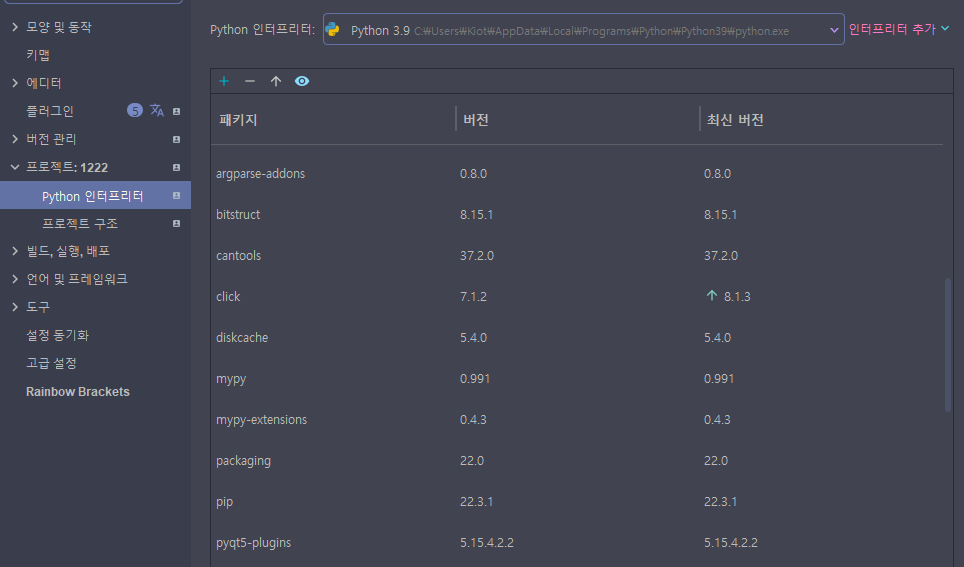 Python 인터프리터: Python 3.9 C:₩Users₩Kiot₩AppData₩Local₩Programs₩Python₩Python39₩python.exe 인터프리터 추가
모양 및 동작
키맵
에디터
플러그인 5
버전 관리
프로젝트: 1222
Python 인터프리터
프로젝트 구조
빌드, 실행, 배포
언어 및 프레임워크
도구
설정 동기화
고급 설정
Rainbow Brackets
패키지 버전 최신 버전
argparse-addons 0.8.0 0.8.0
bitstruct 8.15.1 8.15.1
cantools 37.2.0 37.2.0
click 7.1.2 8.1.3
diskcache 5.4.0 5.4.0
mypy 0.991 0.991
mypy-extensions 0.4.3 0.4.3
packaging 22.0 22.0
pip 22.3.1 22.3.1
pyqt5-plugins 5.15.4.2.2 5.15.4.2.2